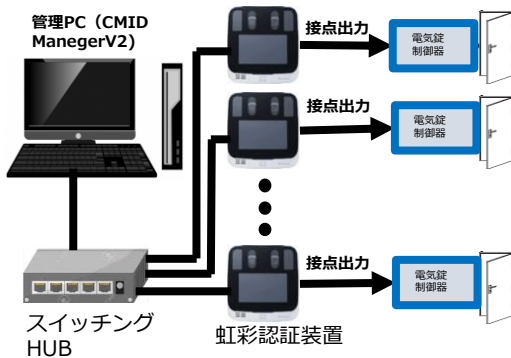 管理PC（CMID
ManegerV2)
接点出力
電気錠
制御器
接点出力
電気錠
制御器
接点出力
電気錠
制御器
スイッチング
HUB
虹彩認証装置